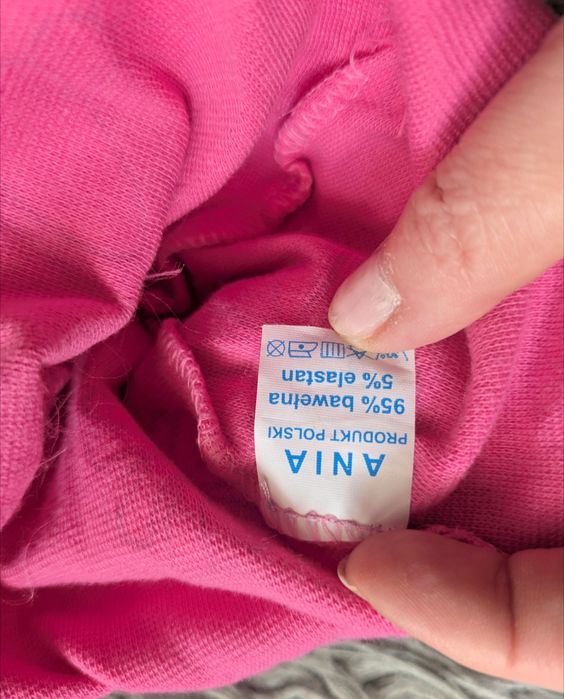 ANIA
PRODUKT POLSKI
95% bawełna
5% elastan